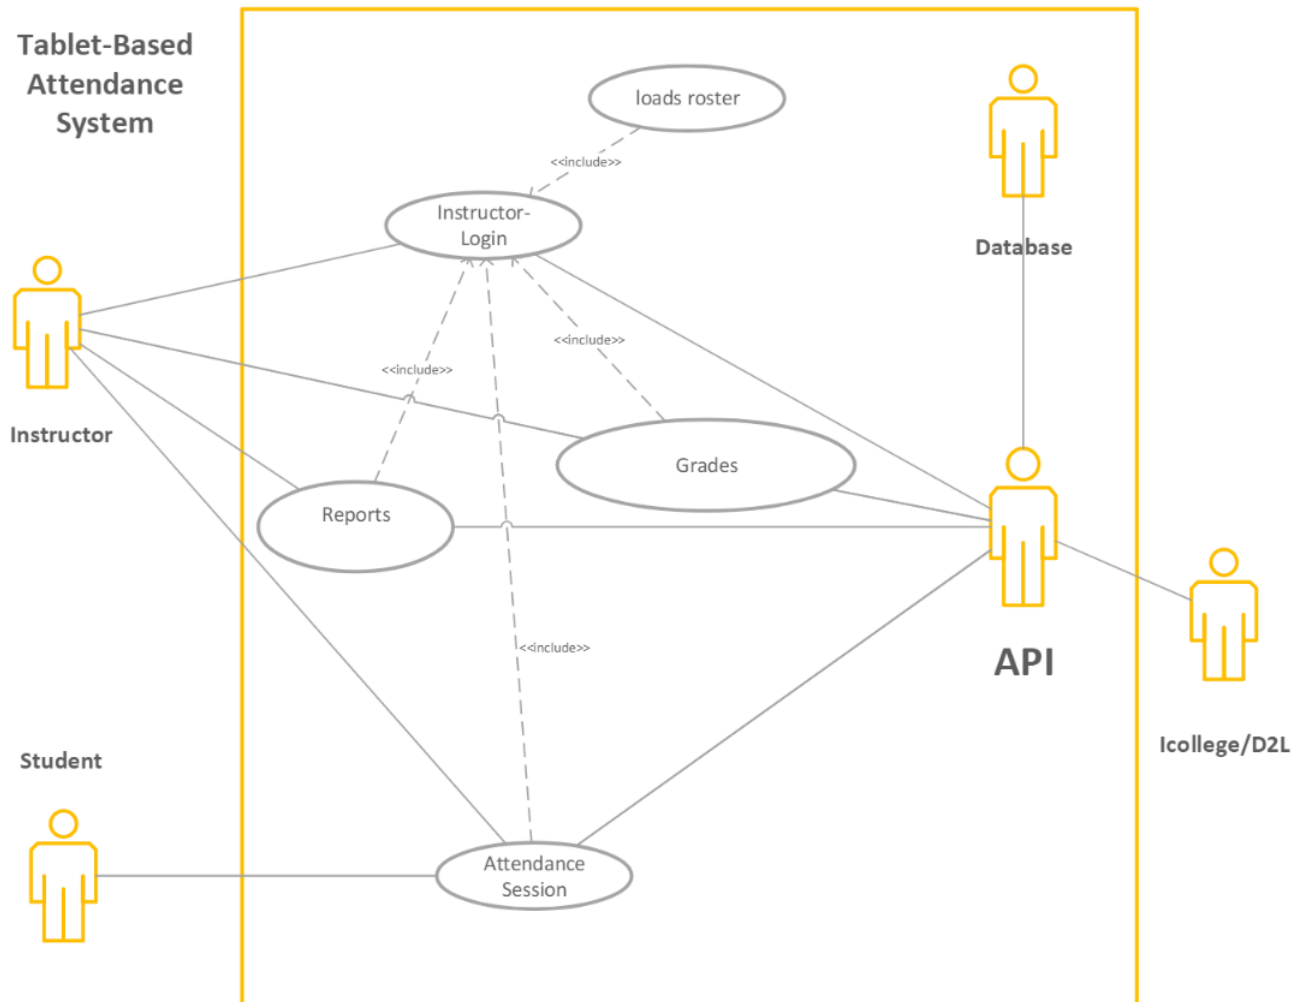 Tablet-Based
Attendance
System
loads roster
<<include>>
Instructor-
Login
Database
<<include>>
<<include>>
Instructor
Grades
Reports
<<include>>
API
Icollege/D2L
Student
Attendance
Session